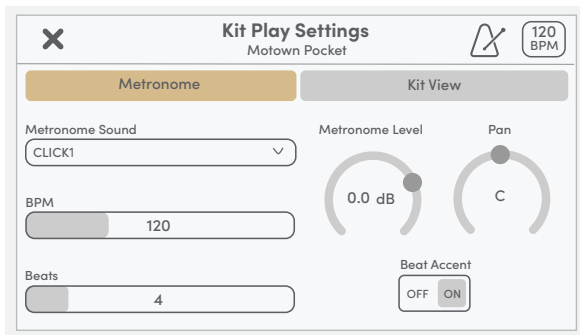 Kit Play Settings
Motown Pocket
120
BPM
Metronome
Kit View
Metronome Sound
CLICK1
BPM
120
Beats
4
Metronome Level
0.0 dB
Pan
C
Beat Accent
OFF ON